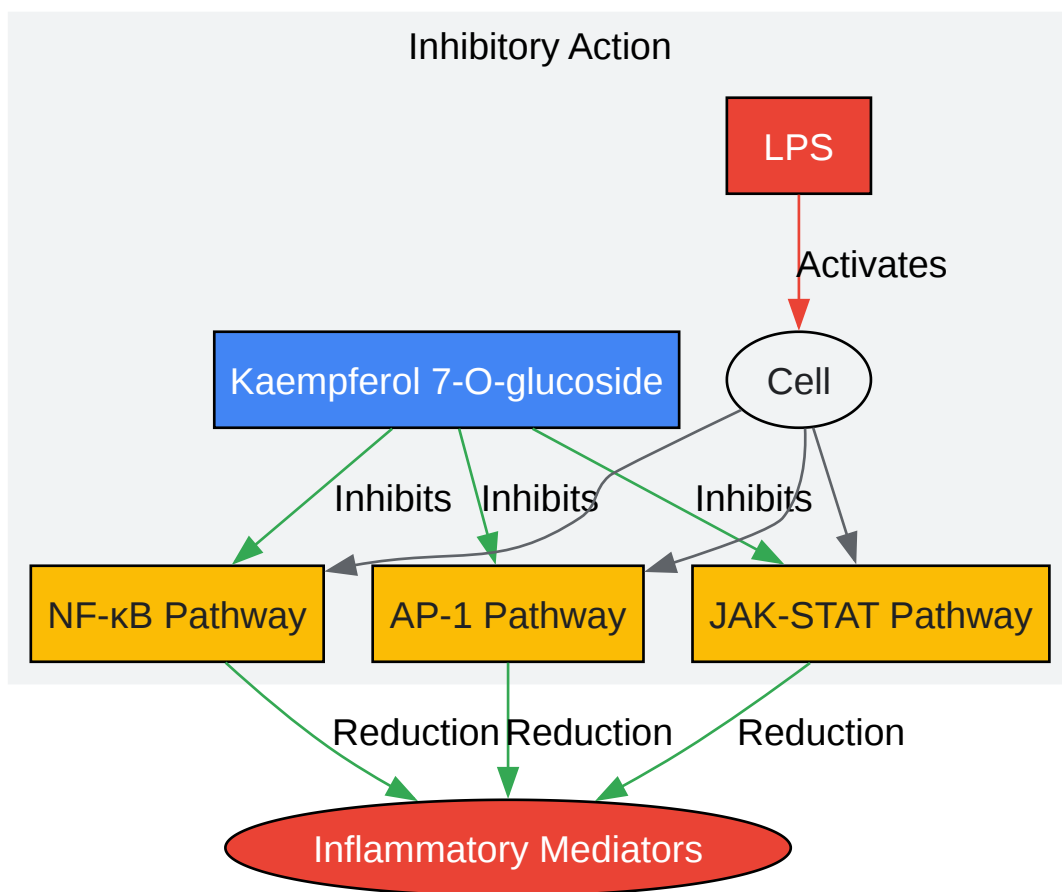 Inhibitory Action
LPS
Activates
Kaempferol 7-O-glucoside
Cell
Inhibits
Inhibits
Inhibits
NF-κB Pathway
AP-1 Pathway
JAK-STAT Pathway
Reduction
Reduction
Reduction
Inflammatory Mediators